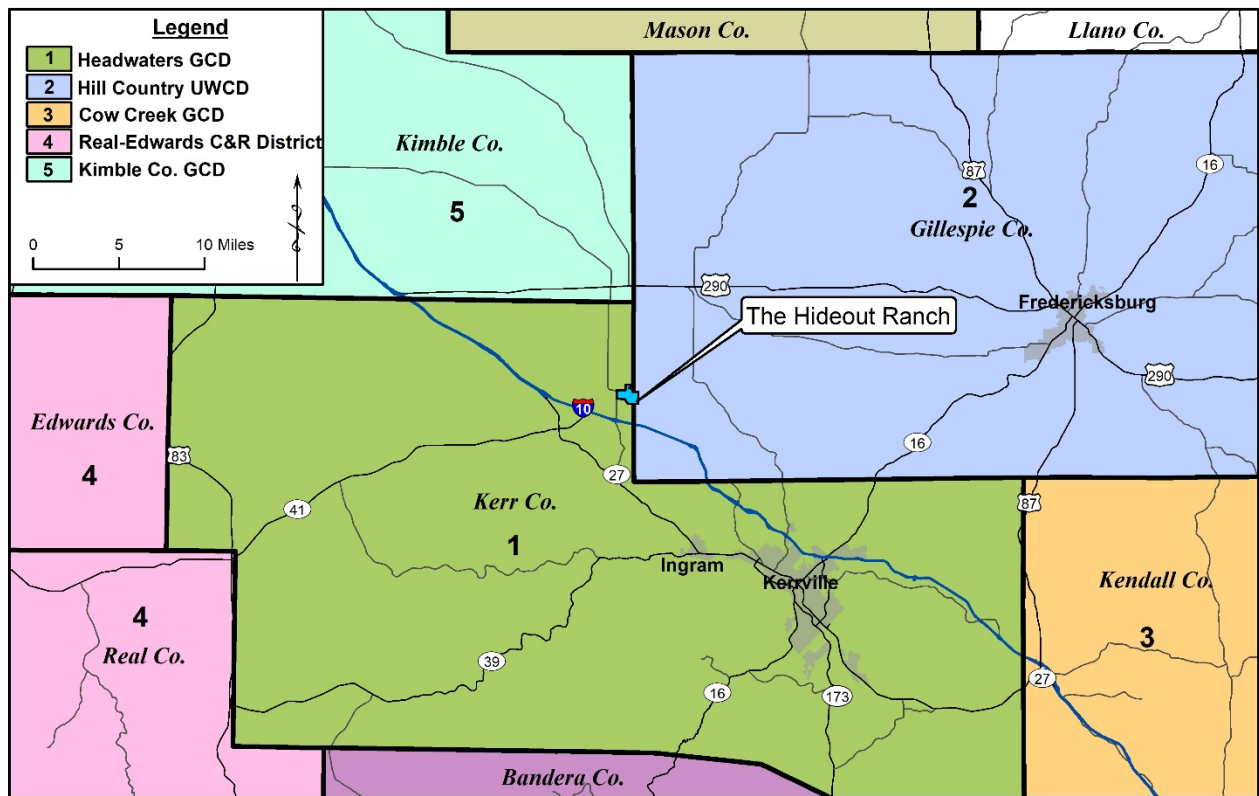 Legend
1 Headwaters GCD
2 Hill Country UWCD
3 Cow Creek GCD
4 Real-Edwards C&R District
5 Kimble Co. GCD
0 5 10 Miles
Mason Co.
Llano Co.
Kimble Co.
5
87
16
2
Gillespie Co.
290
Fredericksburg
The Hideout Ranch
290
10
Edwards Co.
4
83
16
27
41
Kerr Co.
1
87
Ingram
Kerrville
Kendall Co.
3
4
Real Co.
39
16
173
27
Bandera Co.